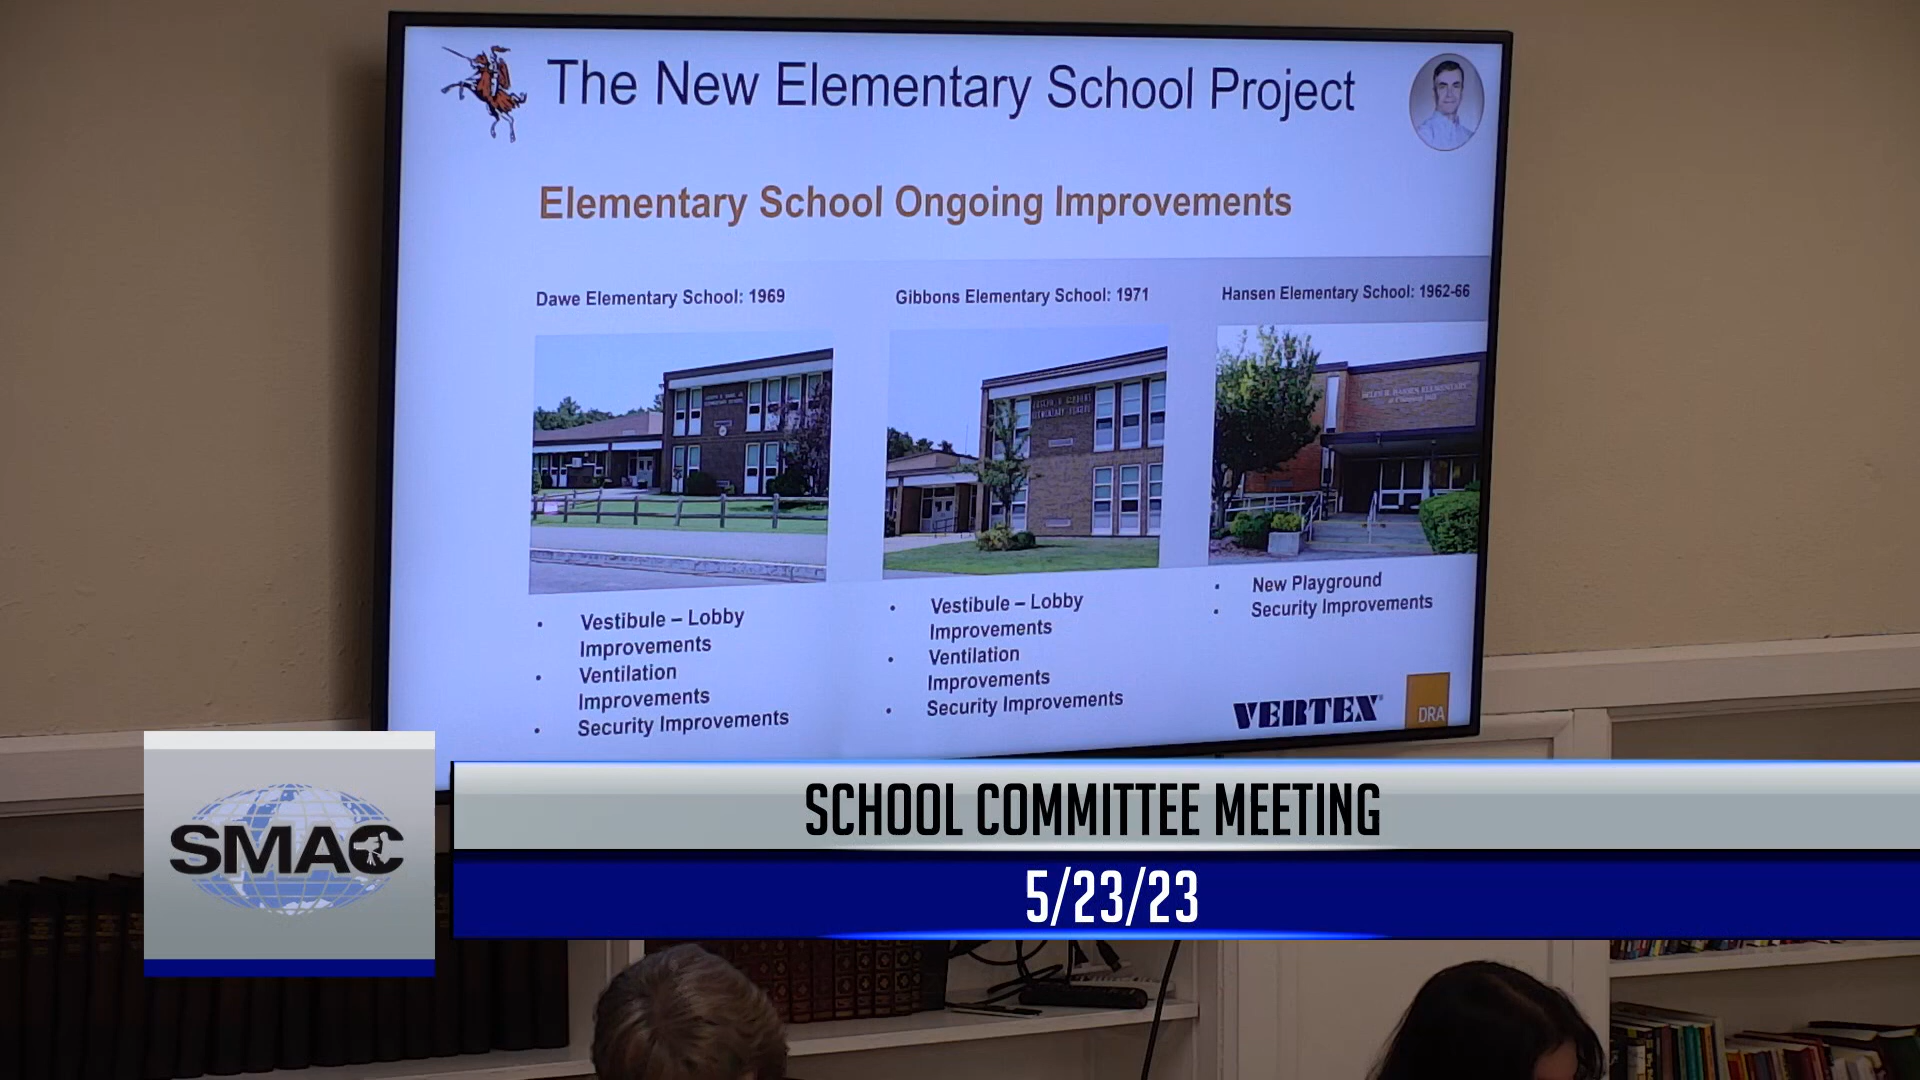 The New Elementary School Project
Elementary School Ongoing Improvements
Dawe Elementary School: 1969
Gibbons Elementary School: 1971
Hansen Elementary School: 1962-66
• Vestibule – Lobby
Improvements
• Ventilation
Improvements
• Security Improvements
• Vestibule – Lobby
Improvements
• Ventilation
Improvements
• Security Improvements
• New Playground
• Security Improvements
VERTEX
DRA
SMAC
SCHOOL COMMITTEE MEETING
5/23/23